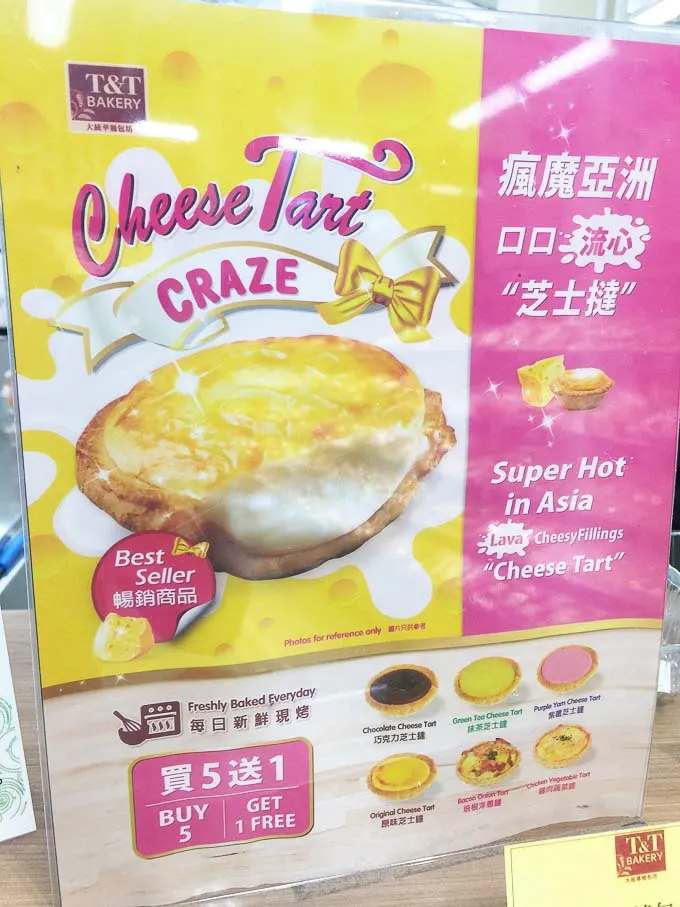 T&T
BAKERY
大統華麵包坊
Cheese Tart
CRAZE
瘋魔亞洲
口口流心
“芝士撻”
Super Hot
in Asia
Lava CheesyFillings
“Cheese Tart”
Best
Seller
暢銷商品
Photos for reference only 圖片只供參考
Freshly Baked Everyday
每日新鮮現烤
買5送1
BUY
5
GET
1 FREE
Chocolate Cheese Tart
巧克力芝士撻
Green Tea Cheese Tart
抹茶芝士撻
Purple Yam Cheese Tart
紫薯芝士撻
Original Cheese Tart
原味芝士撻
Bacon Onion Tart
培根洋蔥撻
Chicken Vegetable Tart
雞肉蔬菜撻
T&T
BAKERY
大統華麵包坊